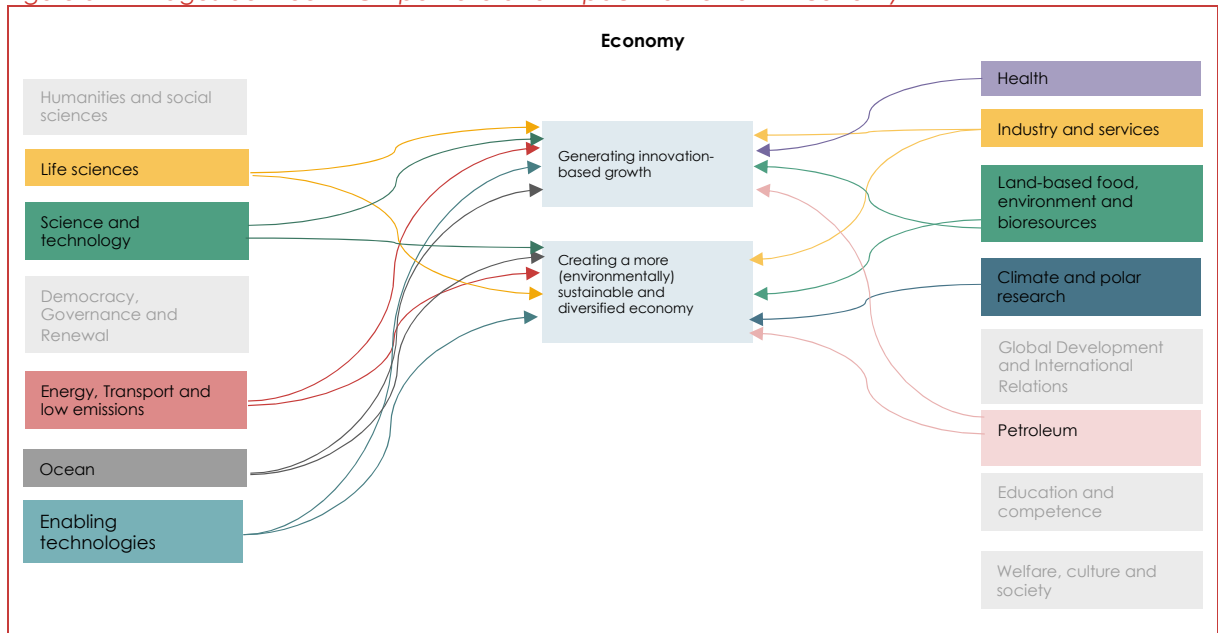 Economy
Humanities and social
sciences
Life sciences
Science and
technology
Democracy,
Governance and
Renewal
Energy, Transport and
low emissions
Ocean
Enabling
technologies
Generating innovation-
based growth
Creating a more
(environmentally)
sustainable and
diversified economy
Health
Industry and services
Land-based food,
environment and
bioresources
Climate and polar
research
Global Development
and International
Relations
Petroleum
Education and
competence
Welfare, culture and
society